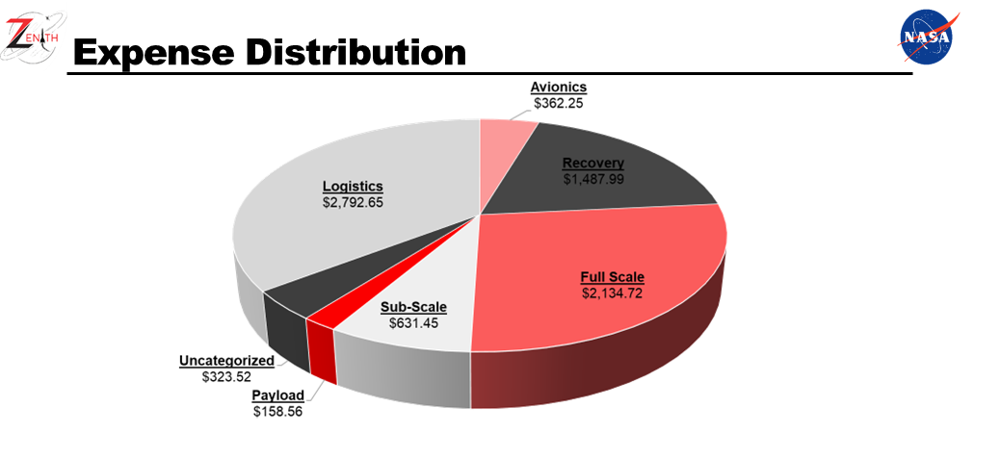 ZENITH
NASA
Expense Distribution
Avionics
$362.25
Recovery
$1,487.99
Logistics
$2,792.65
Full Scale
$2,134.72
Sub-Scale
$631.45
Uncategorized
$323.52
Payload
$158.56